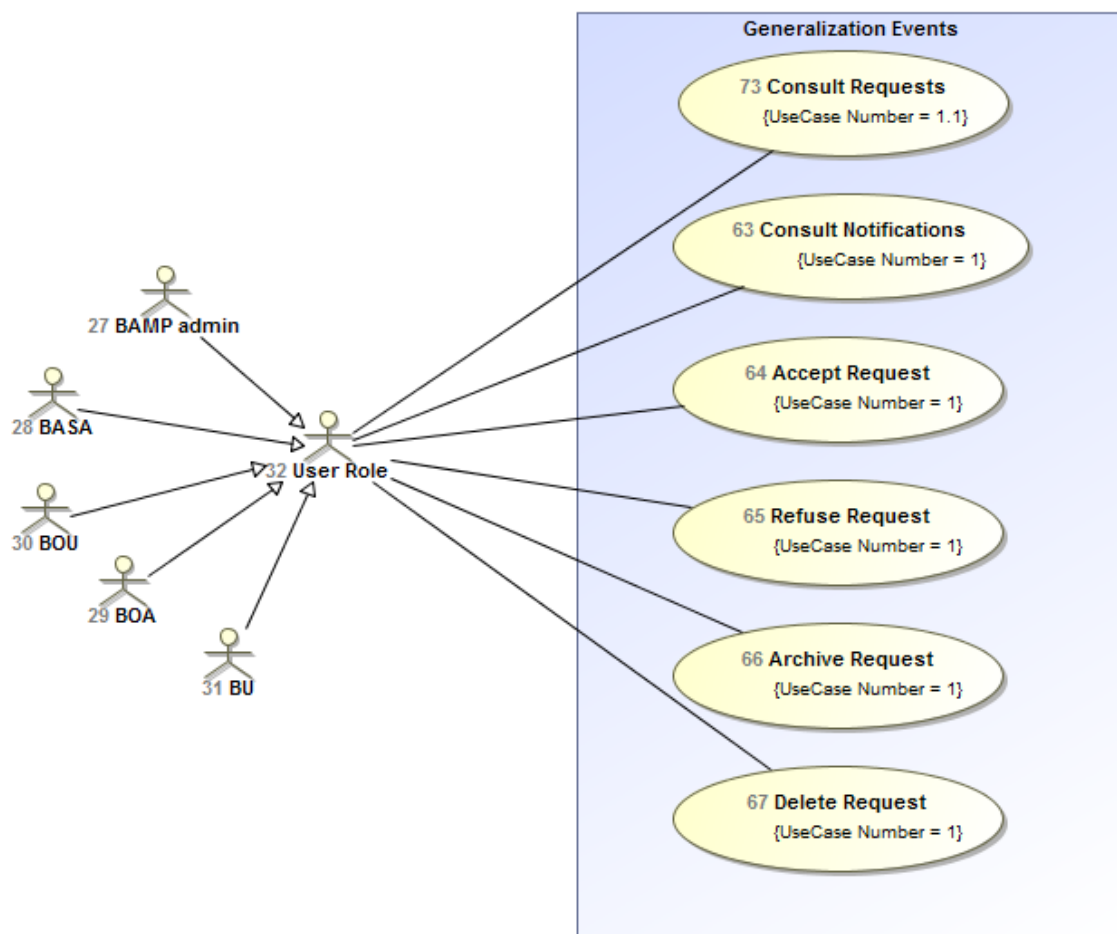 Generalization Events
73 Consult Requests
{UseCase Number = 1.1}
63 Consult Notifications
{UseCase Number = 1}
27 BAMP admin
64 Accept Request
{UseCase Number = 1}
28 BASA
32 User Role
65 Refuse Request
{UseCase Number = 1}
30 BOU
29 BOA
66 Archive Request
{UseCase Number = 1}
31 BU
67 Delete Request
{UseCase Number = 1}